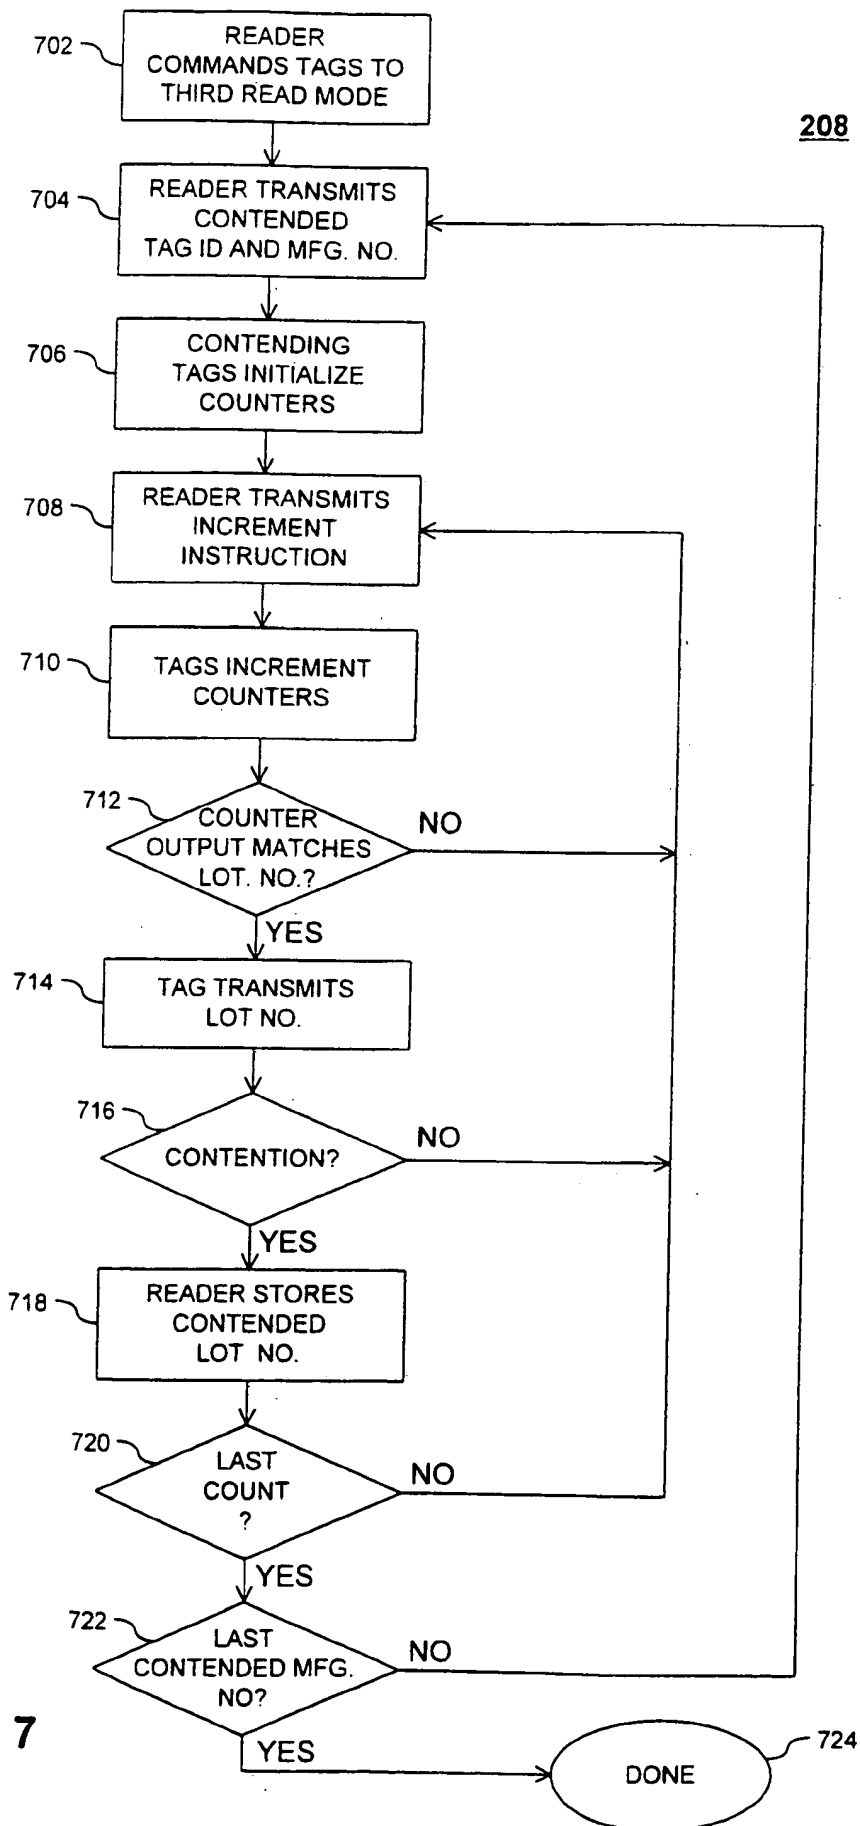 702
READER
COMMANDS TAGS TO
THIRD READ MODE
208
704
READER TRANSMITS
CONTENDED
TAG ID AND MFG. NO.
706
CONTENDING
TAGS INITIALIZE
COUNTERS
708
READER TRANSMITS
INCREMENT
INSTRUCTION
710
TAGS INCREMENT
COUNTERS
712
COUNTER
OUTPUT MATCHES
LOT. NO.?
NO
YES
714
TAG TRANSMITS
LOT NO.
716
CONTENTION?
NO
YES
718
READER STORES
CONTENDED
LOT NO.
720
LAST
COUNT
?
NO
YES
722
LAST
CONTENDED MFG.
NO?
NO
YES
7
DONE
724